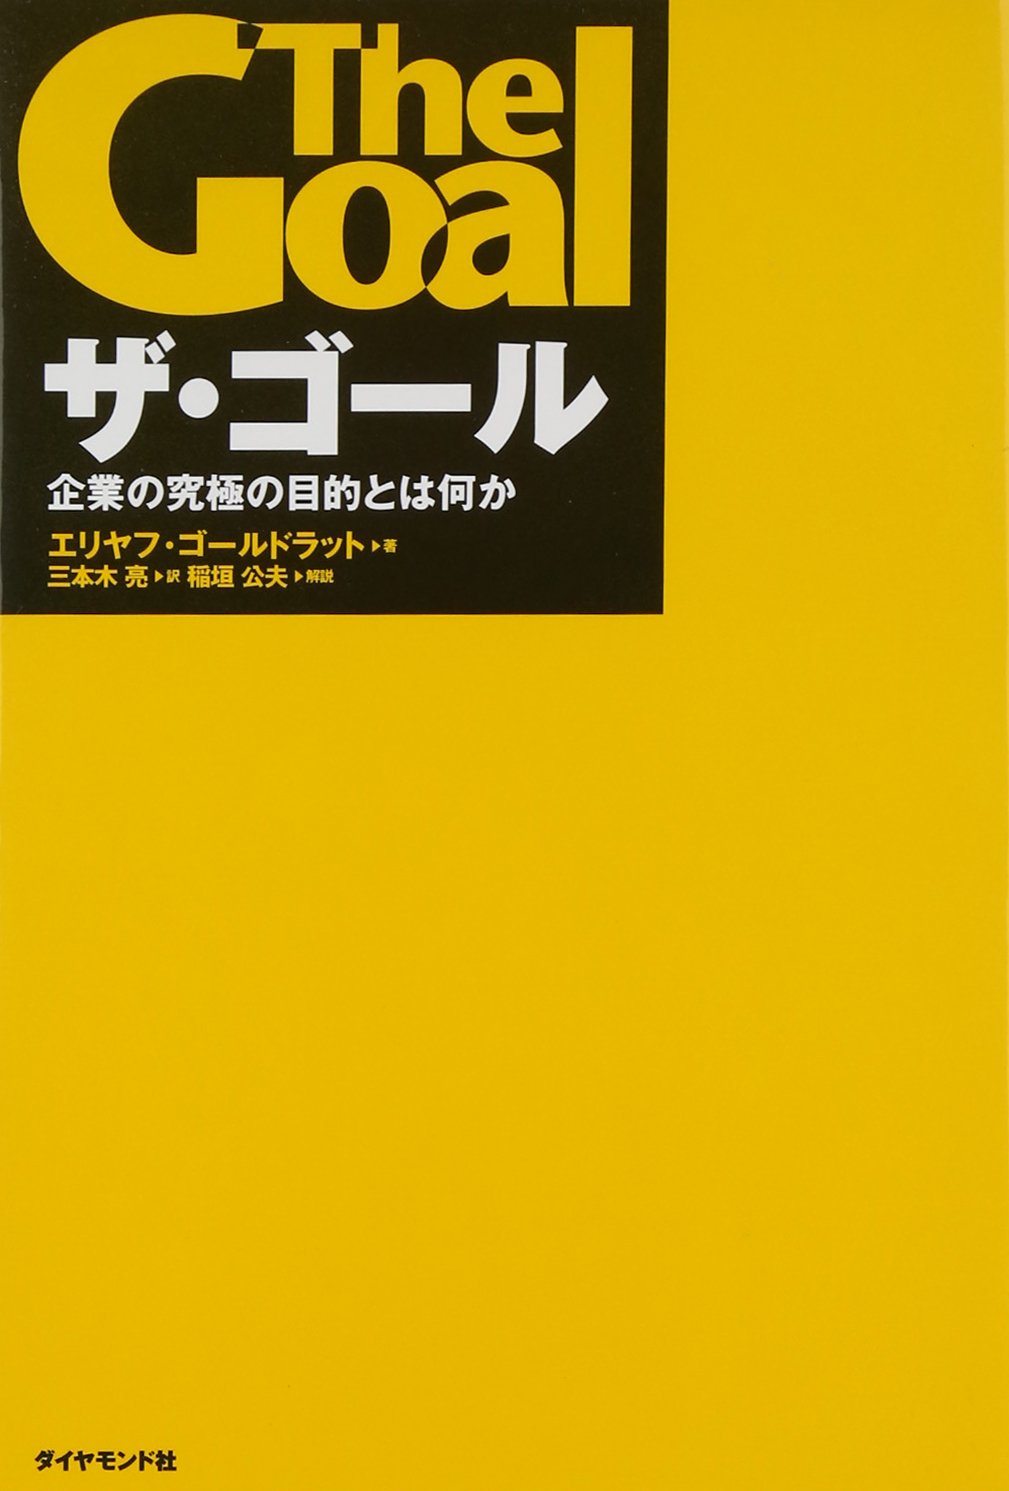 The
Goal
ザ・ゴール
企業の究極の目的とは何か
エリヤフ・ゴールドラット▶著
三本木 亮▶訳 稲垣 公夫▶解説
ダイヤモンド社